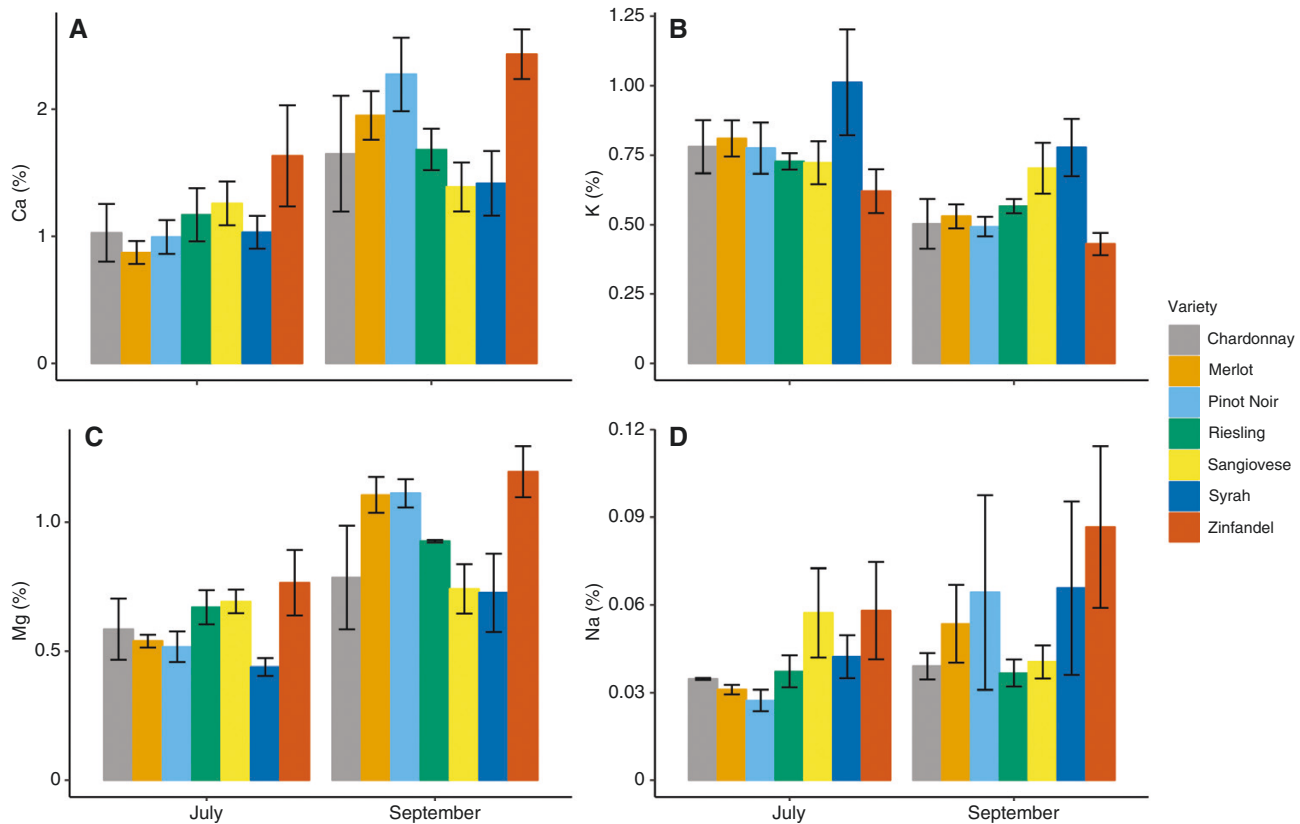 A
Ca (%)
2
1
0
B
K (%)
1.25
1.00
0.75
0.50
0.25
0
C
Mg (%)
1.0
0.5
0
July
September
D
Na (%)
0.12
0.09
0.06
0.03
0
July
September
Variety
Chardonnay
Merlot
Pinot Noir
Riesling
Sangiovese
Syrah
Zinfandel